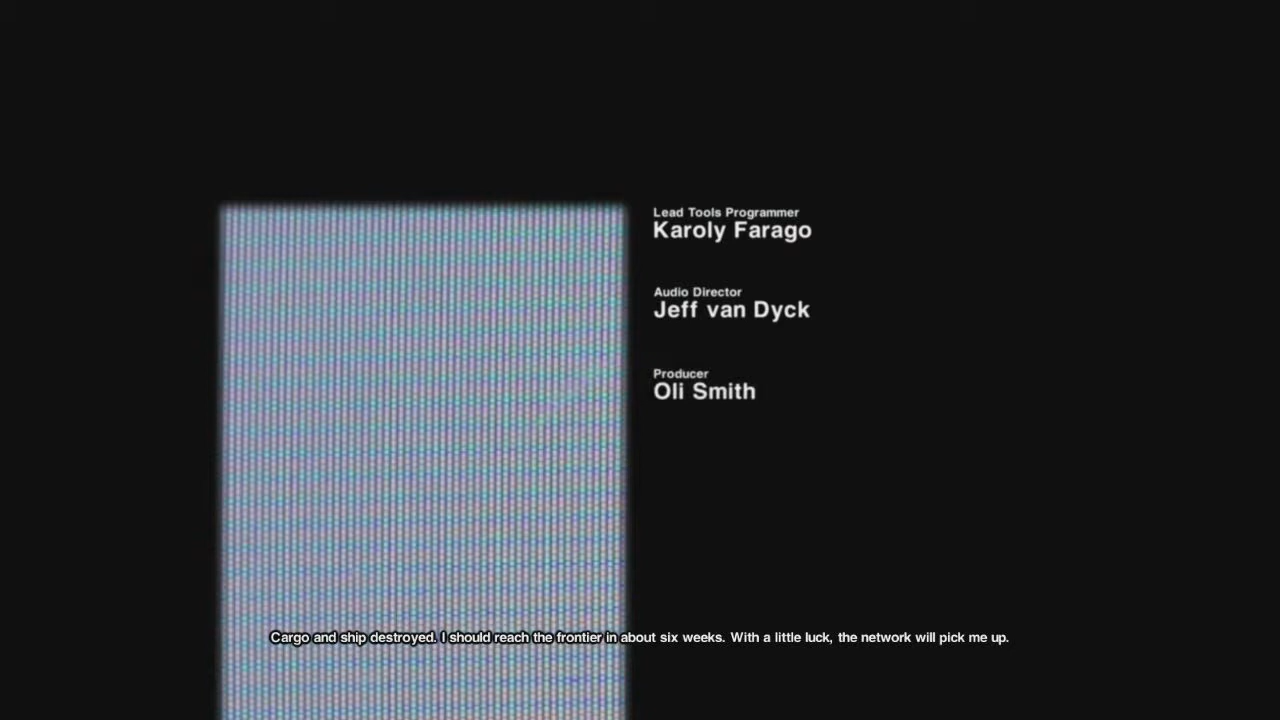 Lead Tools Programmer
Karoly Farago
Audio Director
Jeff van Dyck
Producer
Oli Smith
Cargo and ship destroyed. I should reach the frontier in about six weeks. With a little luck, the network will pick me up.